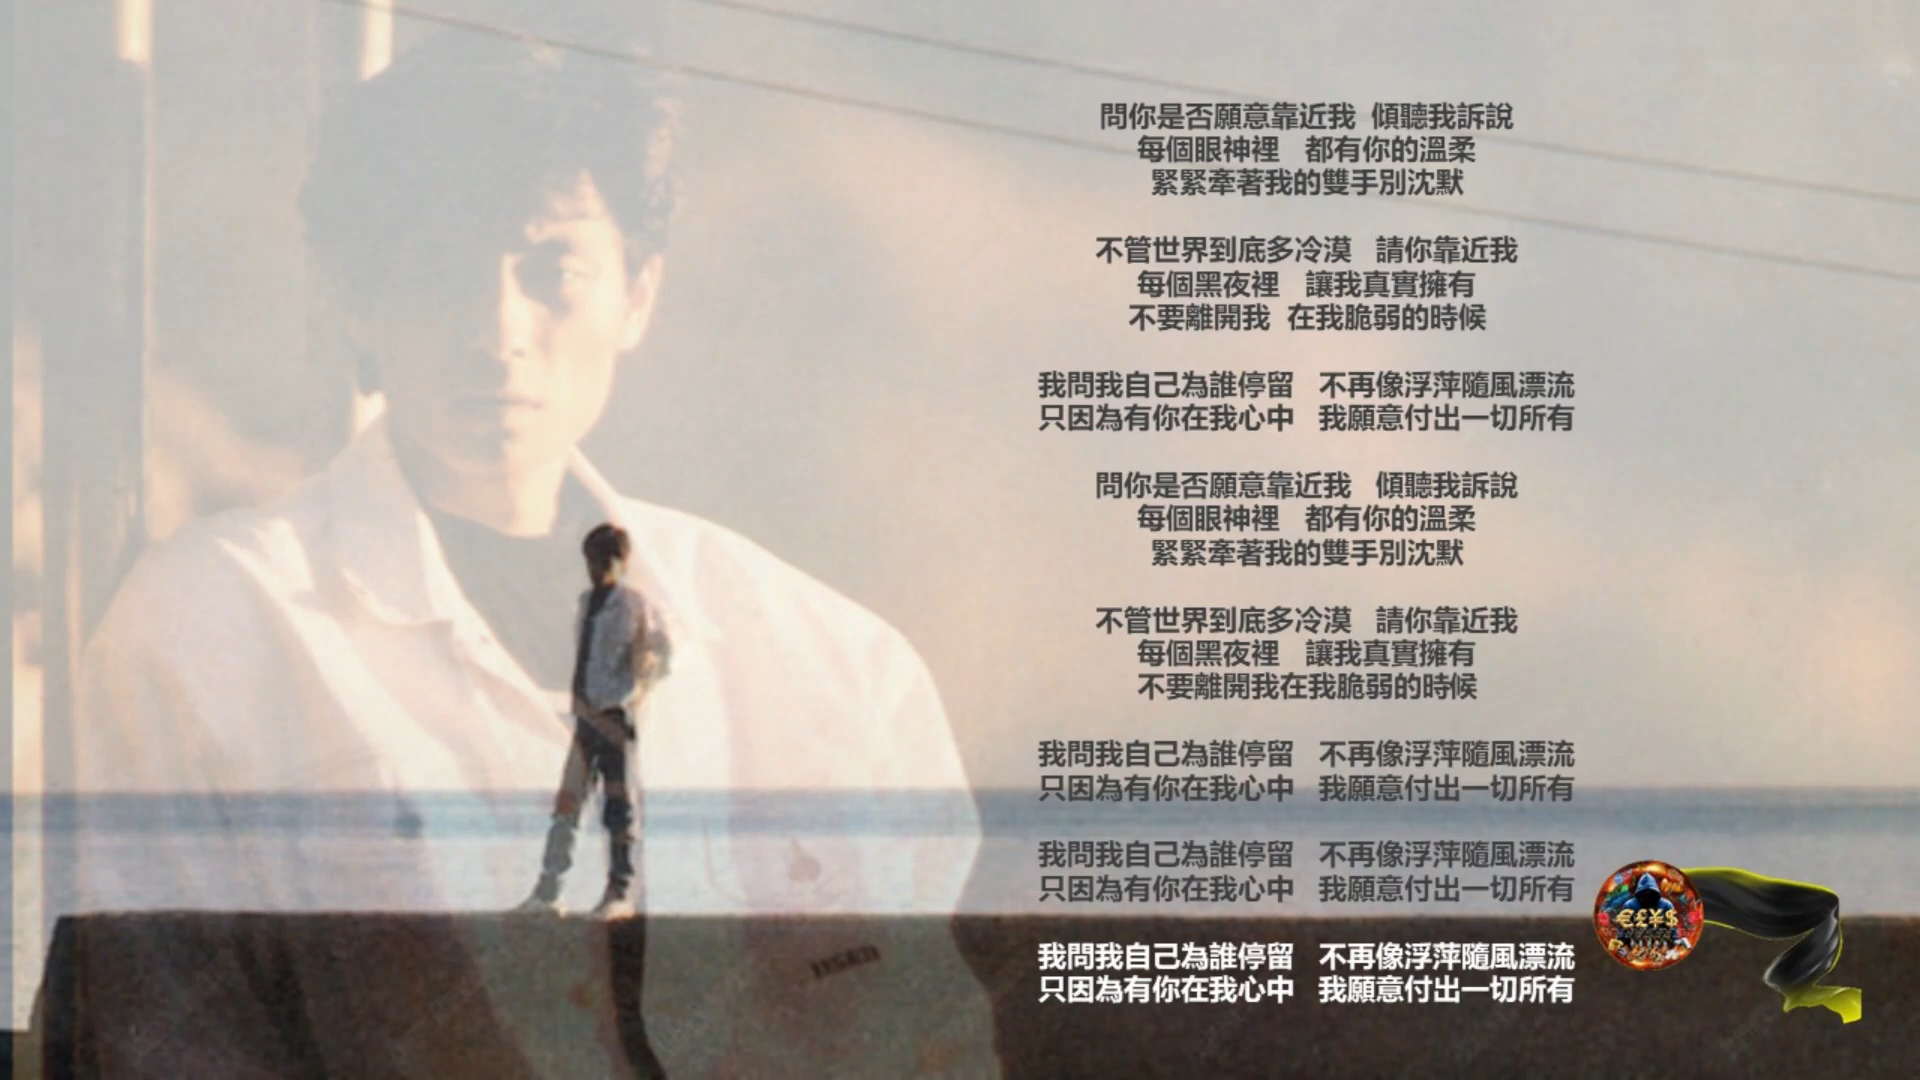 問你是否願意靠近我 傾聽我訴說
每個眼神裡 都有你的溫柔
緊緊牽著我的雙手別沈默
不管世界到底多冷漠 請你靠近我
每個黑夜裡 讓我真實擁有
不要離開我 在我脆弱的時候
我問我自己為誰停留 不再像浮萍隨風漂流
只因為有你在我心中 我願意付出一切所有
問你是否願意靠近我 傾聽我訴說
每個眼神裡 都有你的溫柔
緊緊牽著我的雙手別沈默
不管世界到底多冷漠 請你靠近我
每個黑夜裡 讓我真實擁有
不要離開我在我脆弱的時候
我問我自己為誰停留 不再像浮萍隨風漂流
只因為有你在我心中 我願意付出一切所有
我問我自己為誰停留 不再像浮萍隨風漂流
只因為有你在我心中 我願意付出一切所有
€£¥$
我問我自己為誰停留 不再像浮萍隨風漂流
只因為有你在我心中 我願意付出一切所有